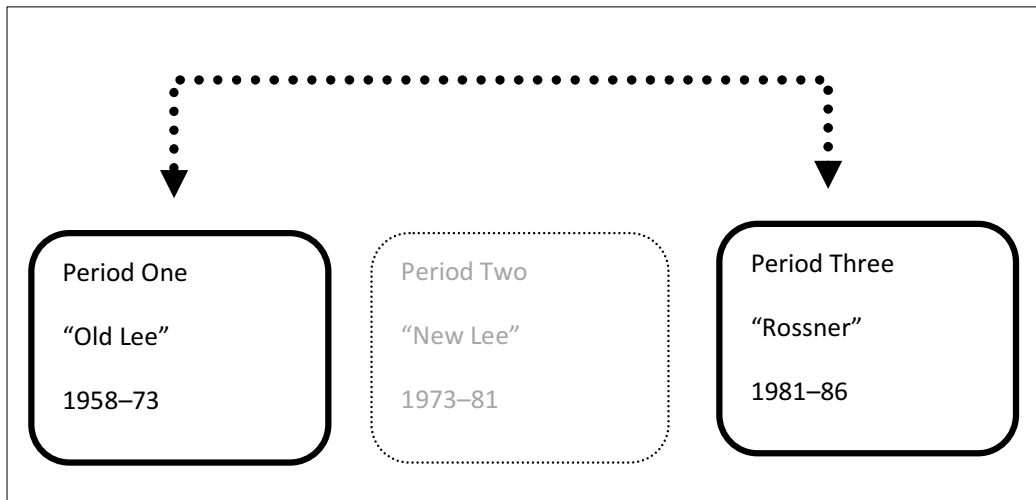 Period One
“Old Lee”
1958–73
Period Two
“New Lee”
1973–81
Period Three
“Rossner”
1981–86